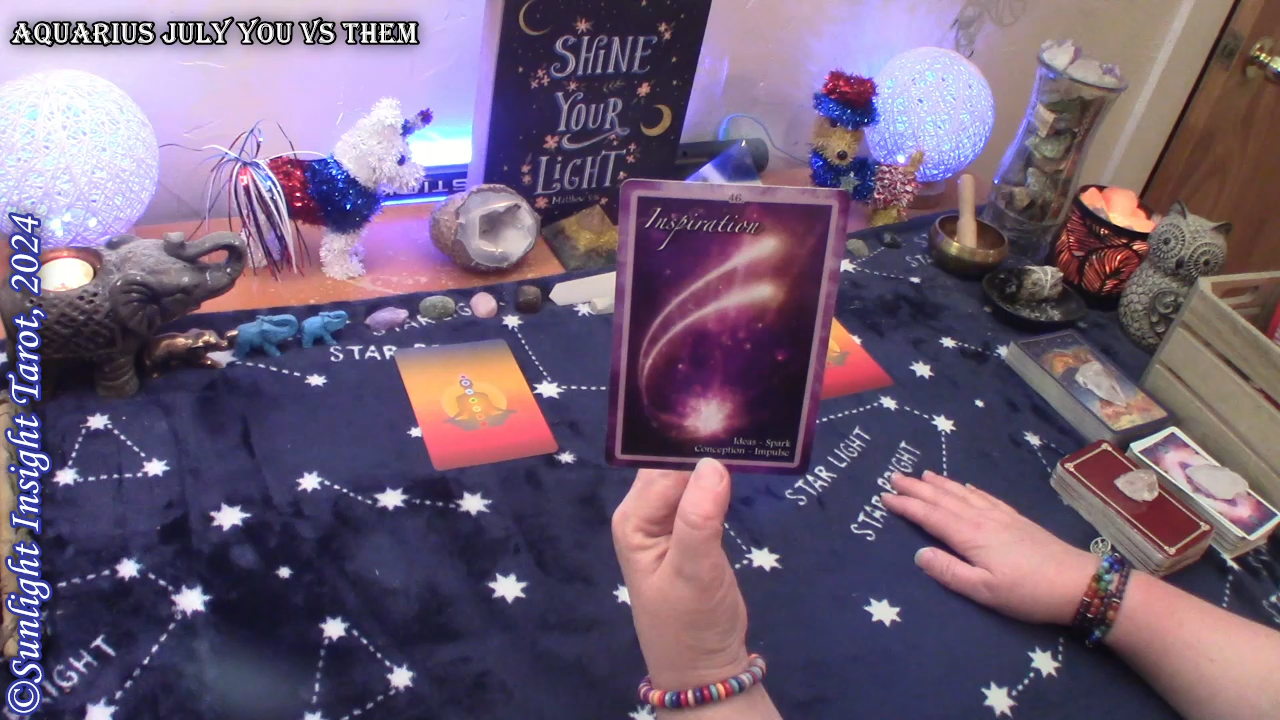 AQUARIUS JULY YOU VS THEM
©Sunlight Insight Tarot, 2024
SHINE
YOUR
LIGHT
46
Inspiration
Ideas - Spark
Conception - Impulse
STAR
STAR LIGHT
STAR BRIGHT
IGHT